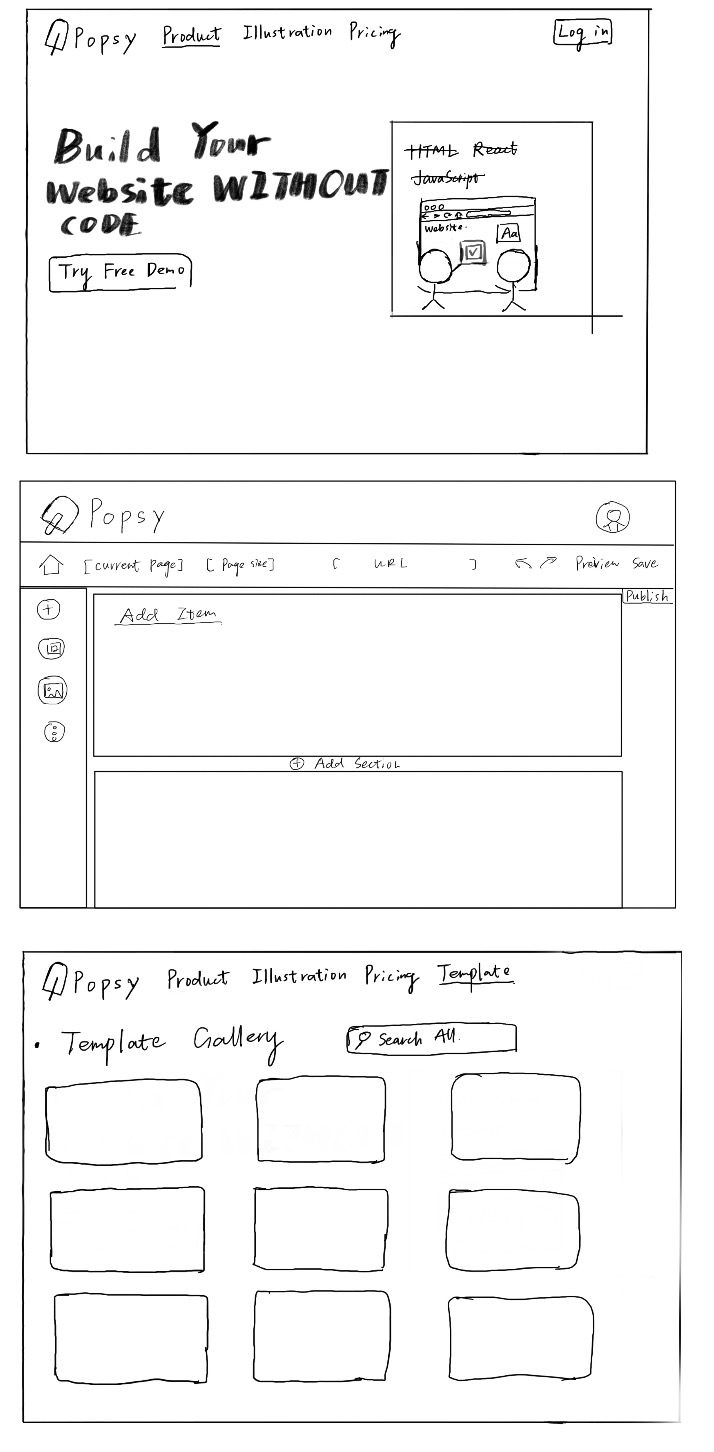 Popsy Product Illustration Pricing Log in
Build Your
Website WITHOUT
CODE
Try Free Demo
HTML React
JavaScript
Website.
Aa
Popsy
[current page] [Page size] [ URL ] Preview Save
Publish
Add Item
Add Section
Popsy Product Illustration Pricing Template
Template Gallery Search All.